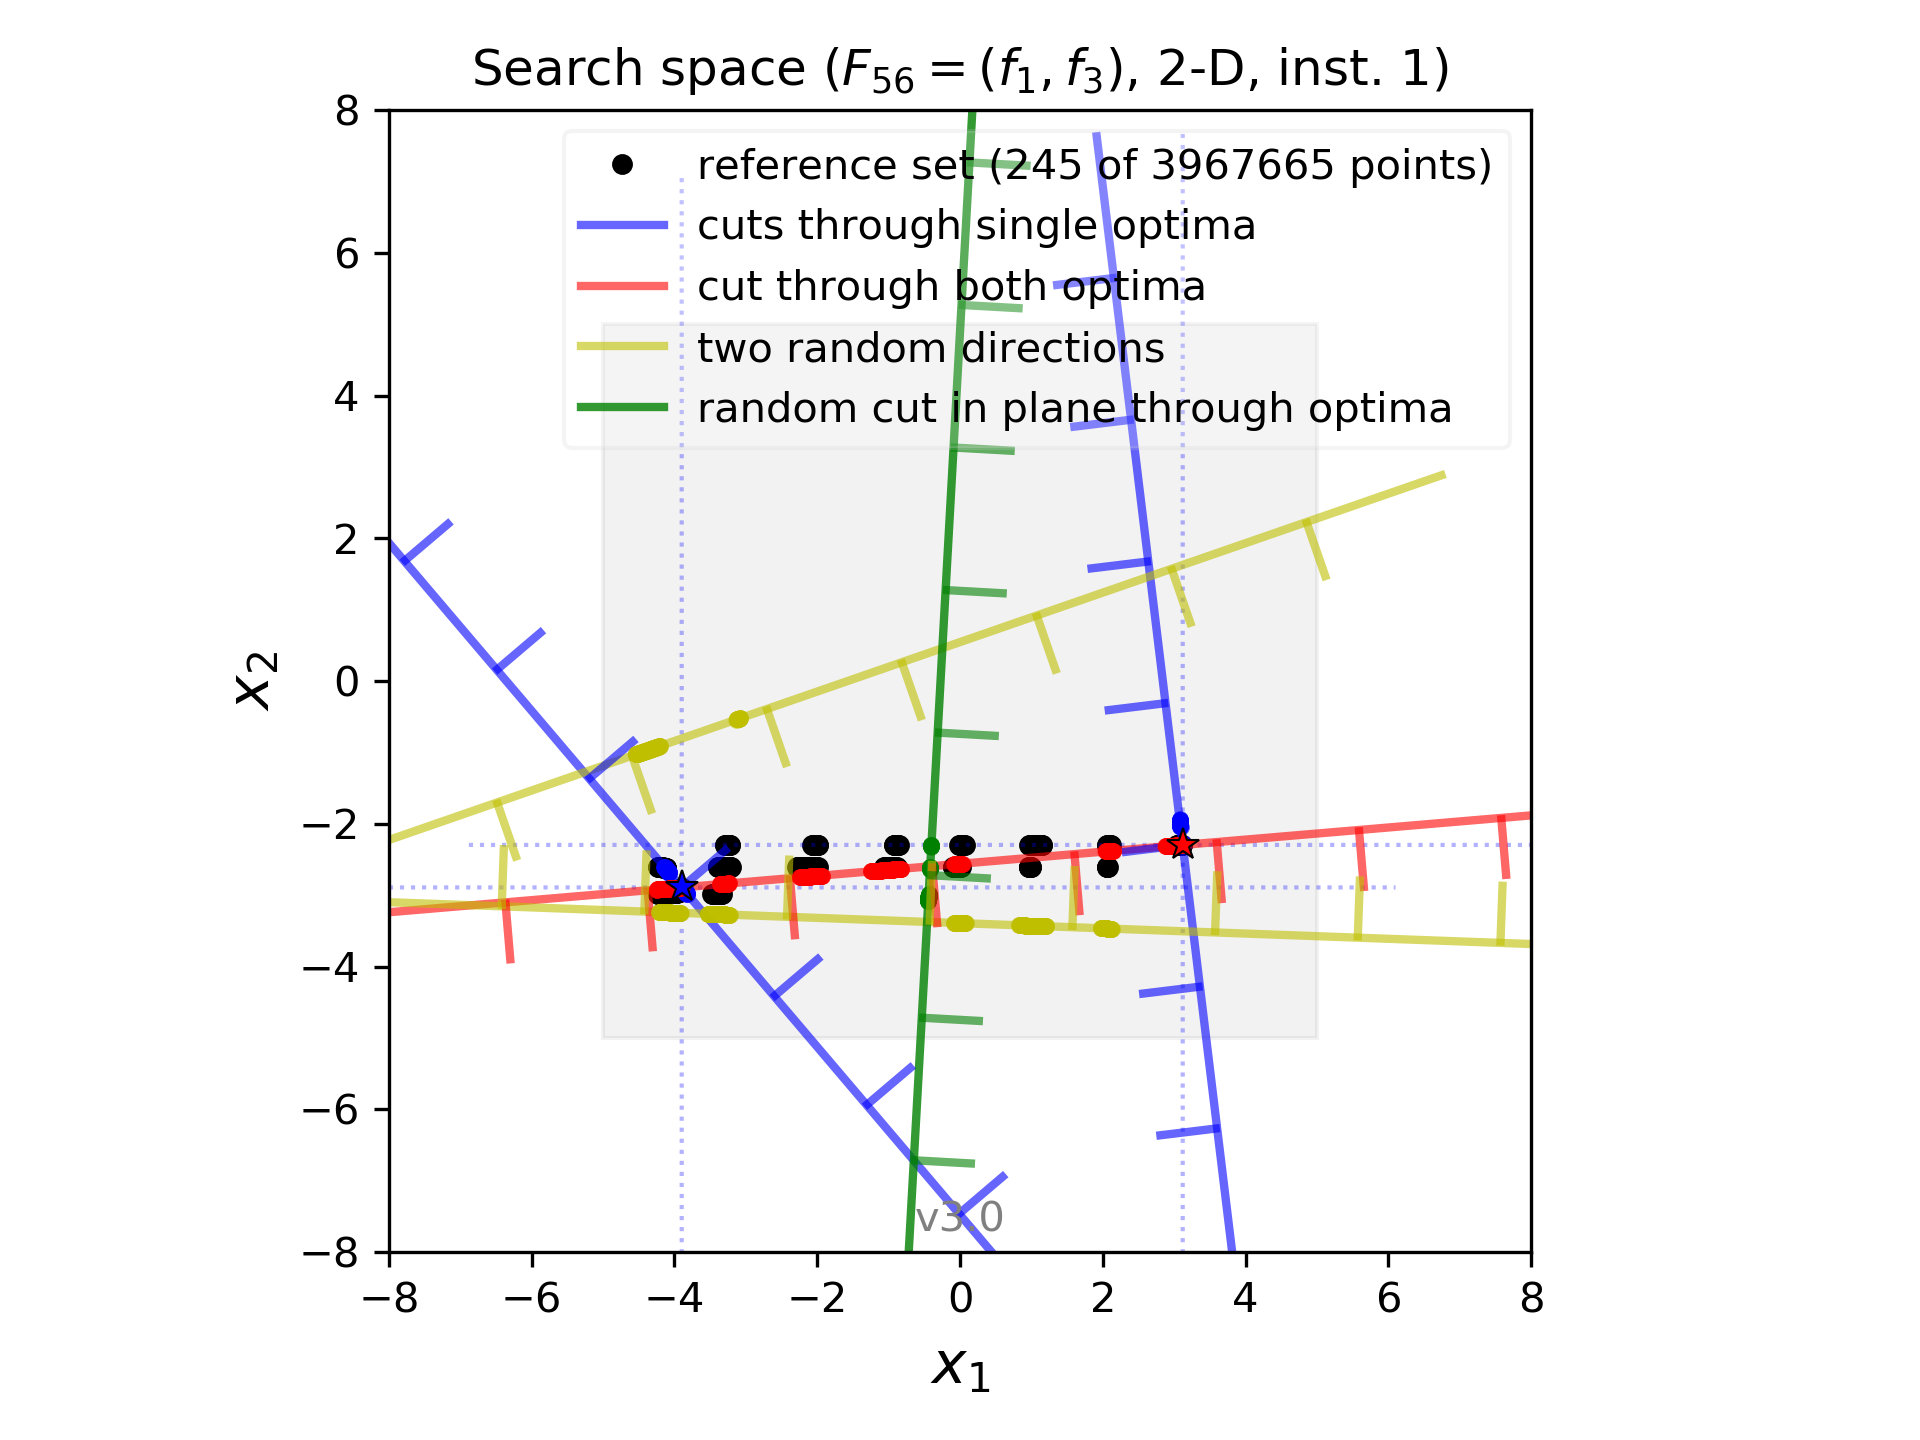 Search space (F56 = (f1, f3), 2-D, inst. 1)
reference set (245 of 3967665 points)
cuts through single optima
cut through both optima
two random directions
random cut in plane through optima
8
6
4
2
0
−2
−4
−6
−8
x2
v3.0
−8 −6 −4 −2 0 2 4 6 8
x1